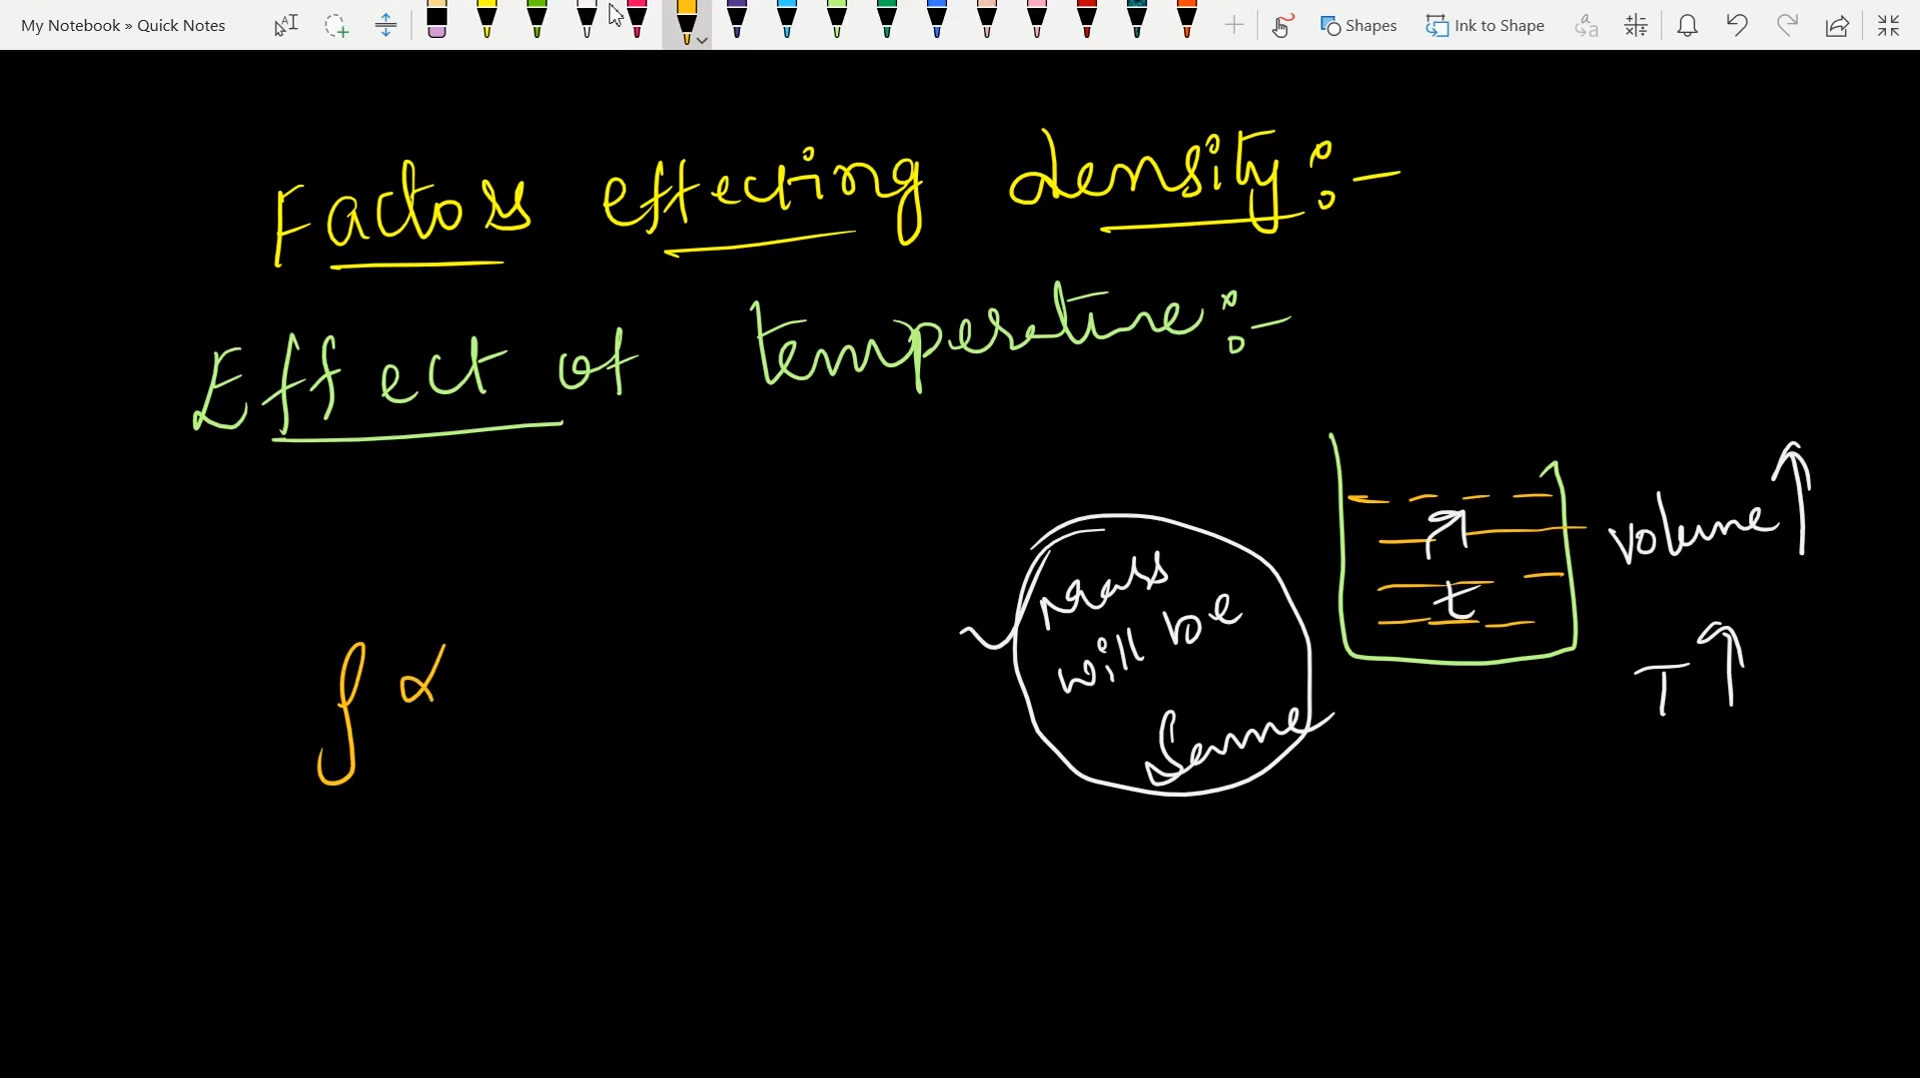 My Notebook » Quick Notes
Shapes
Ink to Shape
Factors effecting density:-
Effect of temperature:-
volume ↑
Mass
will be
Same
t ↑
T ↑
ρ ∝